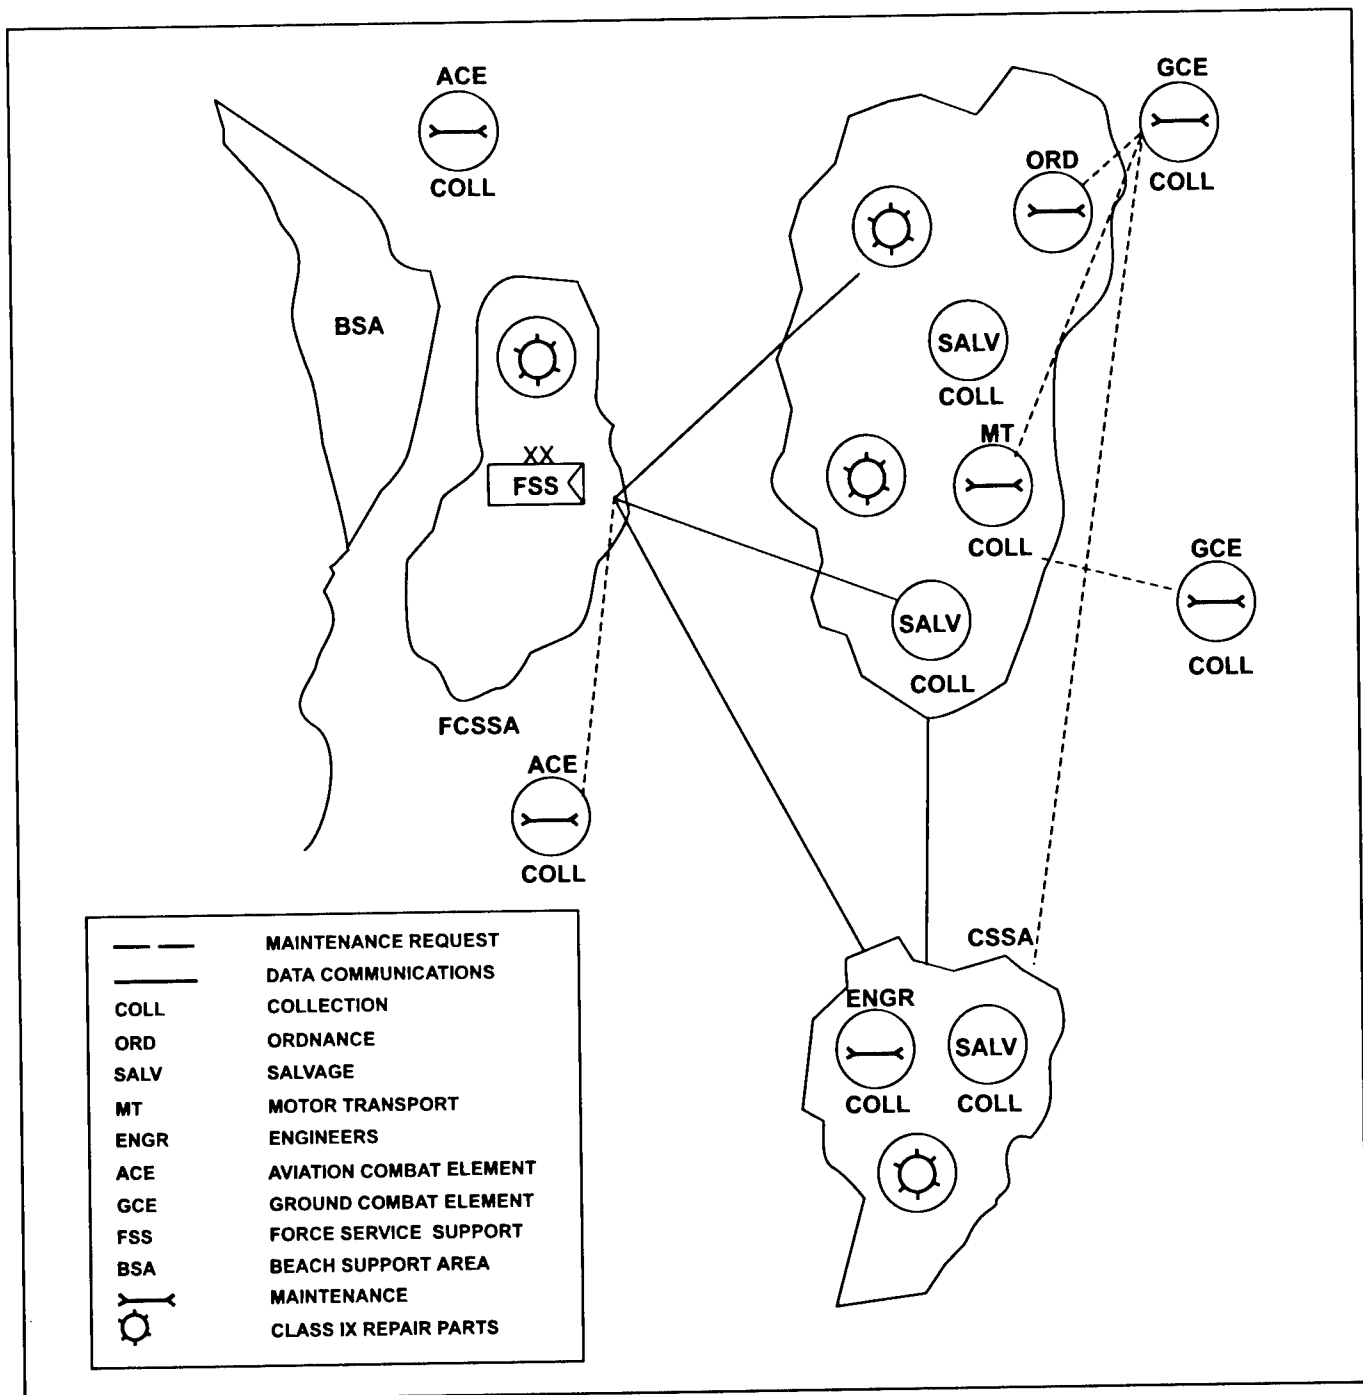 ACE
COLL
GCE
COLL
ORD
BSA
SALV
COLL
MT
COLL
XX
FSS
GCE
COLL
SALV
COLL
FCSSA
ACE
COLL
CSSA
ENGR
COLL
SALV
COLL
MAINTENANCE REQUEST
DATA COMMUNICATIONS
COLL COLLECTION
ORD ORDNANCE
SALV SALVAGE
MT MOTOR TRANSPORT
ENGR ENGINEERS
ACE AVIATION COMBAT ELEMENT
GCE GROUND COMBAT ELEMENT
FSS FORCE SERVICE SUPPORT
BSA BEACH SUPPORT AREA
MAINTENANCE
CLASS IX REPAIR PARTS